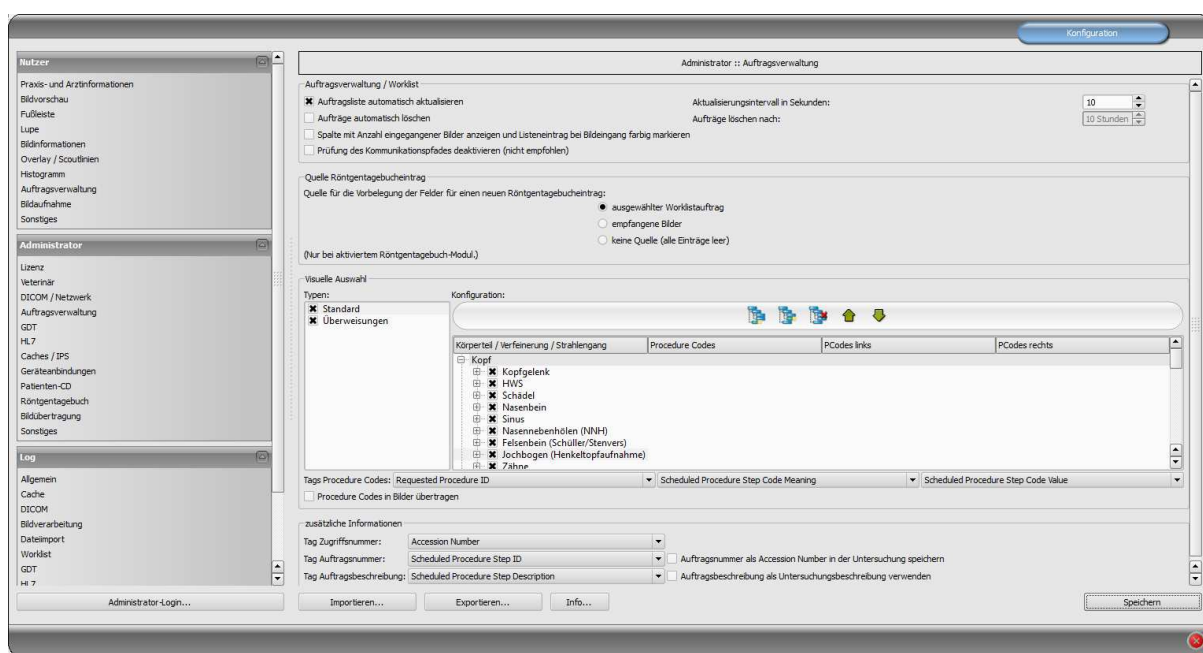 Konfiguration
Nutzer
Praxis- und Arztinformationen
Bildvorschau
Fußleiste
Lupe
Bildinformationen
Overlay / Scoutlinien
Histogramm
Auftragsverwaltung
Bildaufnahme
Sonstiges
Administrator
Lizenz
Veterinär
DICOM / Netzwerk
Auftragsverwaltung
GDT
HL7
Caches / IPS
Geräteanbindungen
Patienten-CD
Röntgentagebuch
Bildübertragung
Sonstiges
Log
Allgemein
Cache
DICOM
Bildverarbeitung
Dateiimport
Worklist
GDT
HL7
Administrator-Login...
Administrator :: Auftragsverwaltung
Auftragsverwaltung / Worklist
Auftragsliste automatisch aktualisieren
Aktualisierungsintervall in Sekunden:
10
Aufträge automatisch löschen
Aufträge löschen nach:
10 Stunden
Spalte mit Anzahl eingegangener Bilder anzeigen und Listeneintrag bei Bildeingang farbig markieren
Prüfung des Kommunikationspfades deaktivieren (nicht empfohlen)
Quelle Röntgentagebucheintrag
Quelle für die Vorbelegung der Felder für einen neuen Röntgentagebucheintrag:
ausgewählter Worklistauftrag
empfangene Bilder
keine Quelle (alle Einträge leer)
(Nur bei aktiviertem Röntgentagebuch-Modul.)
Visuelle Auswahl
Typen:
Standard
Überweisungen
Konfiguration:
Körperteil / Verfeinerung / Strahlengang Procedure Codes PCodes links PCodes rechts
Kopf
Kopfgelenk
HWS
Schädel
Nasenbein
Sinus
Nasennebenhölen (NNH)
Felsenbein (Schüller/Stenvers)
Jochbogen (Henkeltopfaufnahme)
Zähne
Tags Procedure Codes: Requested Procedure ID Scheduled Procedure Step Code Meaning Scheduled Procedure Step Code Value
Procedure Codes in Bilder übertragen
zusätzliche Informationen
Tag Zugriffsnummer: Accession Number
Tag Auftragsnummer: Scheduled Procedure Step ID Auftragsnummer als Accession Number in der Untersuchung speichern
Tag Auftragsbeschreibung: Scheduled Procedure Step Description Auftragsbeschreibung als Untersuchungsbeschreibung verwenden
Importieren... Exportieren... Info... Speichern